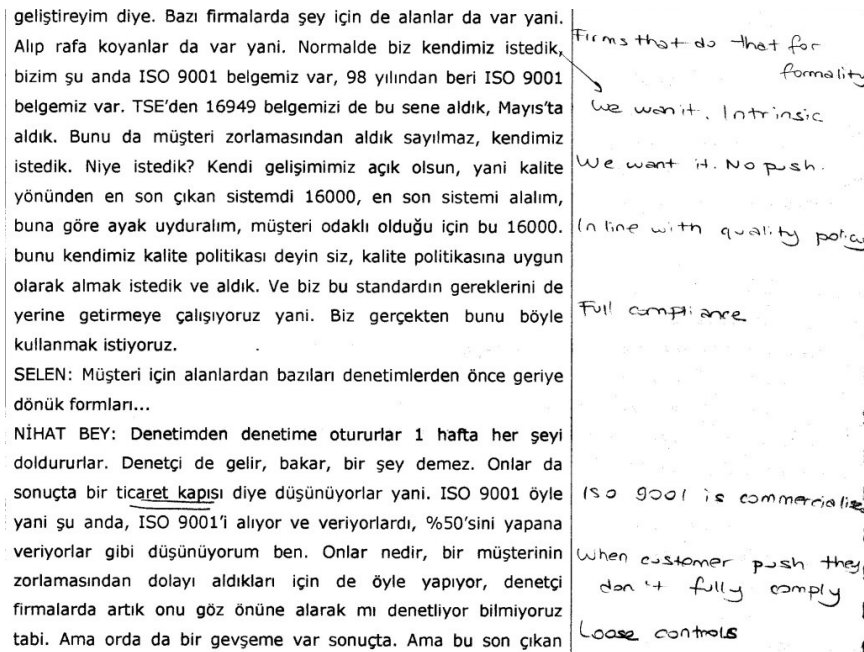 geliştireyim diye. Bazı firmalarda şey için de alanlar da var yani.
Alıp rafa koyanlar da var yani. Normalde biz kendimiz istedik,
bizim şu anda ISO 9001 belgemiz var, 98 yılından beri ISO 9001
belgemiz var. TSE'den 16949 belgemizi de bu sene aldık, Mayıs'ta
aldık. Bunu da müşteri zorlamasından aldık sayılmaz, kendimiz
istedik. Niye istedik? Kendi gelişimimiz açık olsun, yani kalite
yönünden en son çıkan sistemdi 16000, en son sistemi alalım,
buna göre ayak uyduralım, müşteri odaklı olduğu için bu 16000.
bunu kendimiz kalite politikası deyin siz, kalite politikasına uygun
olarak almak istedik ve aldık. Ve biz bu standardın gereklerini de
yerine getirmeye çalışıyoruz yani. Biz gerçekten bunu böyle
kullanmak istiyoruz.
SELEN: Müşteri için alanlardan bazıları denetimlerden önce geriye
dönük formları...
NİHAT BEY: Denetimden denetime otururlar 1 hafta her şeyi
doldururlar. Denetçi de gelir, bakar, bir şey demez. Onlar da
sonuçta bir ticaret kapısı diye düşünüyorlar yani. ISO 9001 öyle
yani şu anda, ISO 9001'i alıyor ve veriyorlardı, %50'sini yapana
veriyorlar gibi düşünüyorum ben. Onlar nedir, bir müşterinin
zorlamasından dolayı aldıkları için de öyle yapıyor, denetçi
firmalarda artık onu göz önüne alarak mı denetliyor bilmiyoruz
tabi. Ama orda da bir gevşeme var sonuçta. Ama bu son çıkan
Firms that do that for
formality
We want it. Intrinsic
We want it. No push.
In line with quality policy
Full compliance
ISO 9001 is commercialise
When customer push they
don't fully comply
Loose controls